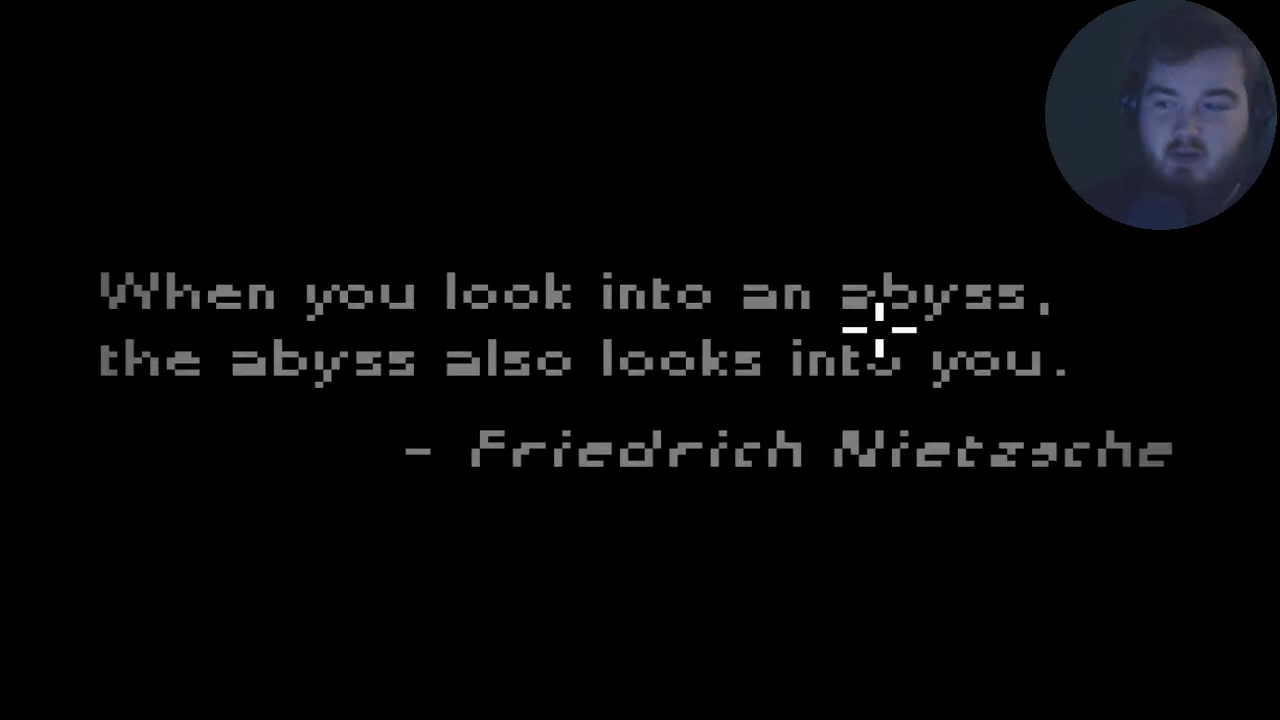 When you look into an abyss,
the abyss also looks into you.
- Friedrich Nietzsche